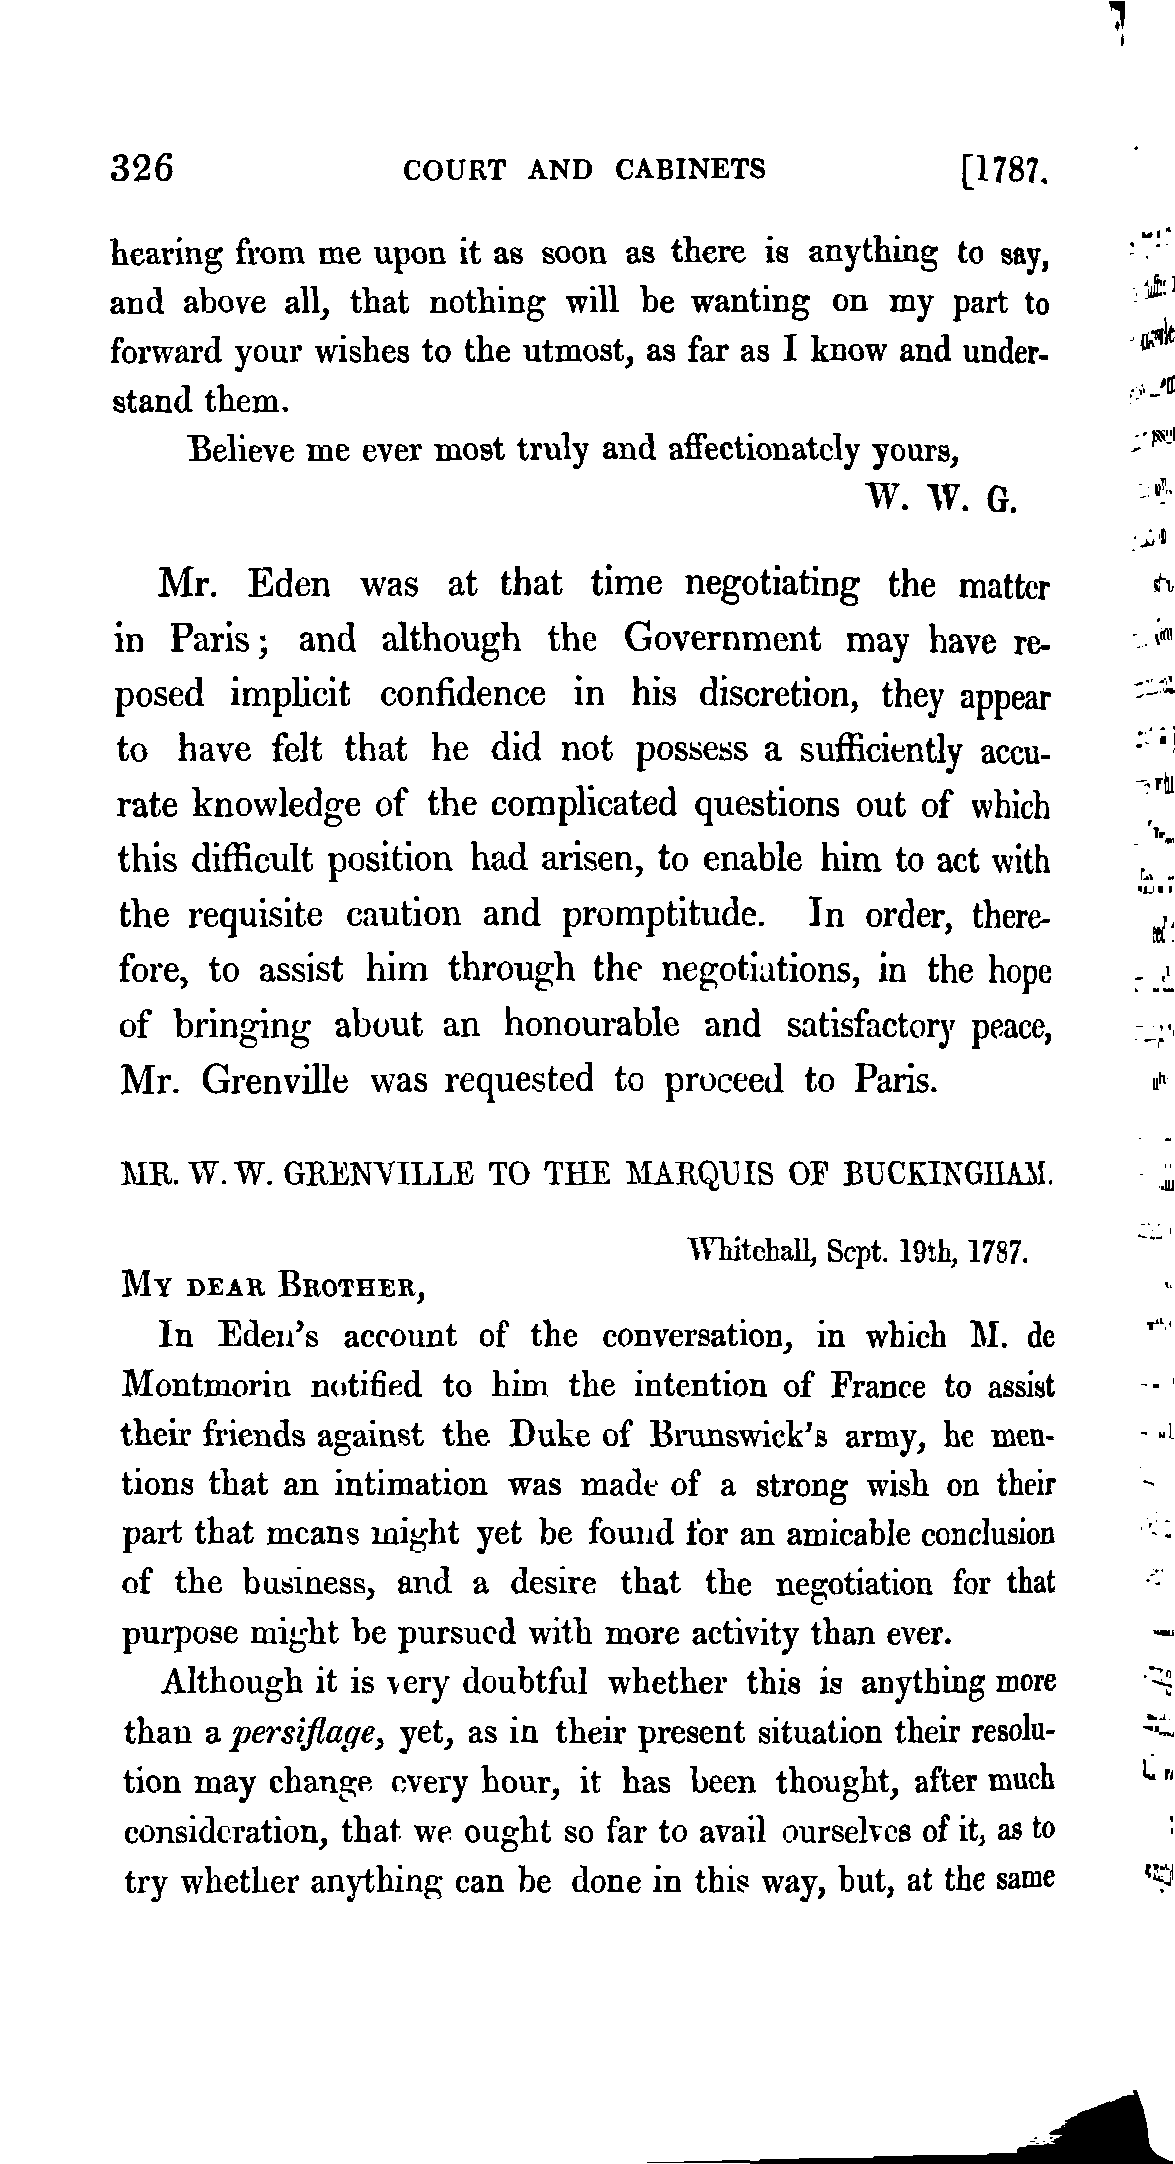 326 COURT AND CABINETS [1787.
hearing from me upon it as soon as there is anything to say,
and above all, that nothing will be wanting on my part to
forward your wishes to the utmost, as far as I know and under-
stand them.
Believe me ever most truly and affectionately yours,
W. W. G.
Mr. Eden was at that time negotiating the matter
in Paris; and although the Government may have re-
posed implicit confidence in his discretion, they appear
to have felt that he did not possess a sufficiently accu-
rate knowledge of the complicated questions out of which
this difficult position had arisen, to enable him to act with
the requisite caution and promptitude. In order, there-
fore, to assist him through the negotiations, in the hope
of bringing about an honourable and satisfactory peace,
Mr. Grenville was requested to proceed to Paris.
MR. W. W. GRENVILLE TO THE MARQUIS OF BUCKINGHAM.
Whitehall, Sept. 19th, 1787.
MY DEAR BROTHER,
In Eden's account of the conversation, in which M. de
Montmorin notified to him the intention of France to assist
their friends against the Duke of Brunswick's army, he men-
tions that an intimation was made of a strong wish on their
part that means might yet be found for an amicable conclusion
of the business, and a desire that the negotiation for that
purpose might be pursued with more activity than ever.
Although it is very doubtful whether this is anything more
than a persiflage, yet, as in their present situation their resolu-
tion may change every hour, it has been thought, after much
consideration, that we ought so far to avail ourselves of it, as to
try whether anything can be done in this way, but, at the same